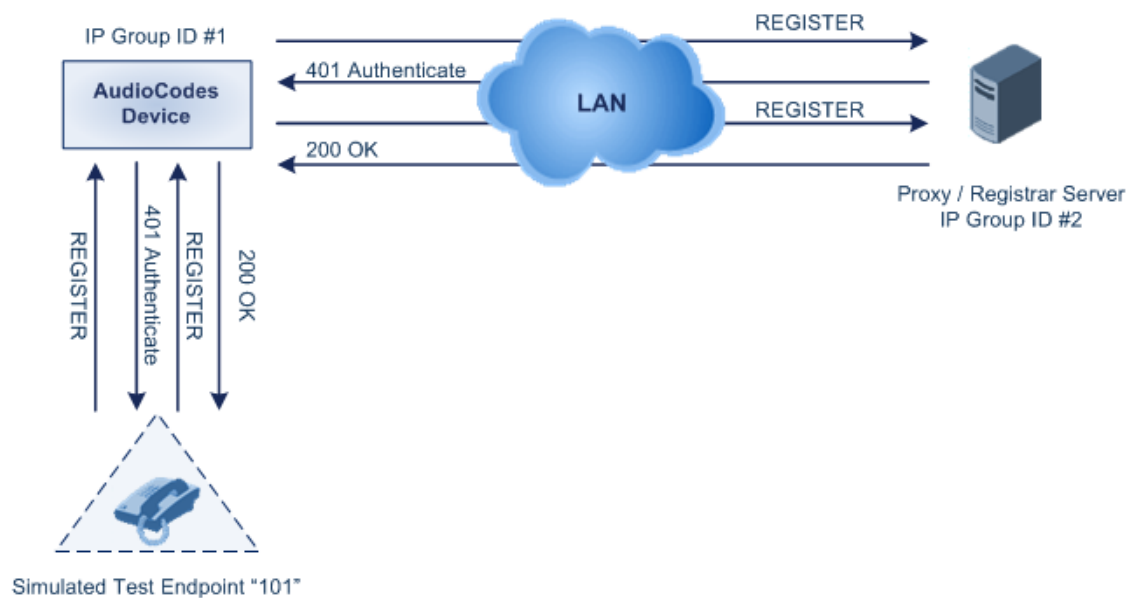 IP Group ID #1
REGISTER
401 Authenticate
AudioCodes
Device
LAN
REGISTER
200 OK
Proxy / Registrar Server
IP Group ID #2
REGISTER
401 Authenticate
REGISTER
200 OK
Simulated Test Endpoint “101”